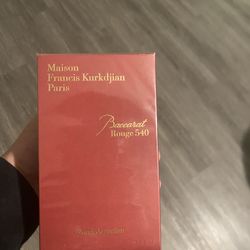 Maison
Francis Kurkdjian
Paris
Baccarat
Rouge 540